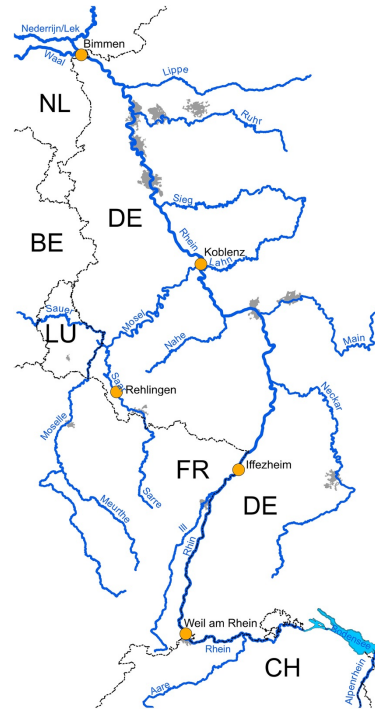 Nederrijn/Lek
Bimmen
Waal
Lippe
NL
Ruhr
Sieg
DE
Rhein
BE
Koblenz
Lahn
Sauer
Mosel
LU
Nahe
Main
Saar
Rehlingen
Neckar
Moselle
FR
Iffezheim
Sarre
DE
Meurthe
Ill
Rhin
Weil am Rhein
Rhein
Bodensee
CH
Aare
Alpenrhein